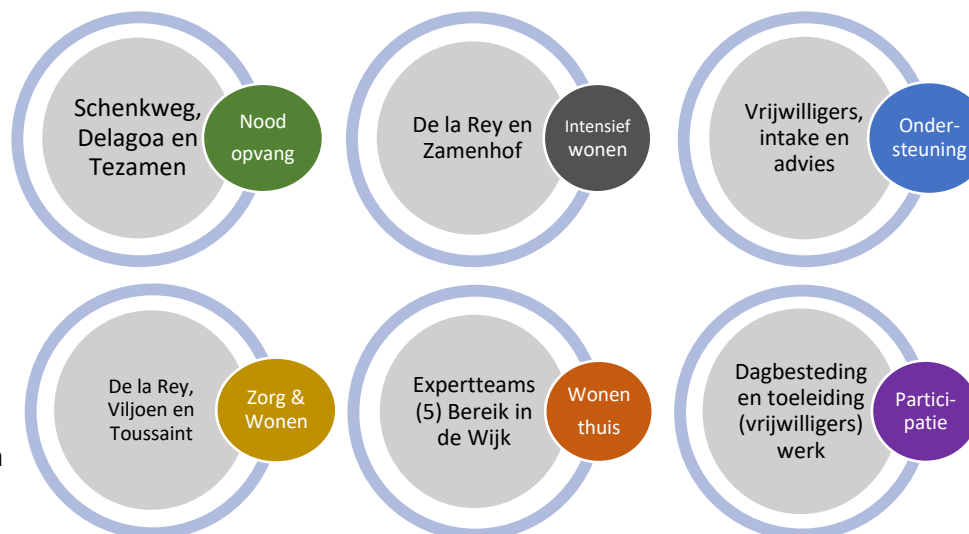 Schenkweg,
Delagoa en
Tezamen
Nood
opvang
De la Rey en
Zamenhof
Intensief
wonen
Vrijwilligers,
intake en
advies
Onder-
steuning
De la Rey,
Viljoen en
Toussaint
Zorg &
Wonen
Expertteams
(5) Bereik in
de Wijk
Wonen
thuis
Dagbesteding
en toeleiding
(vrijwilligers)
werk
Partici-
patie